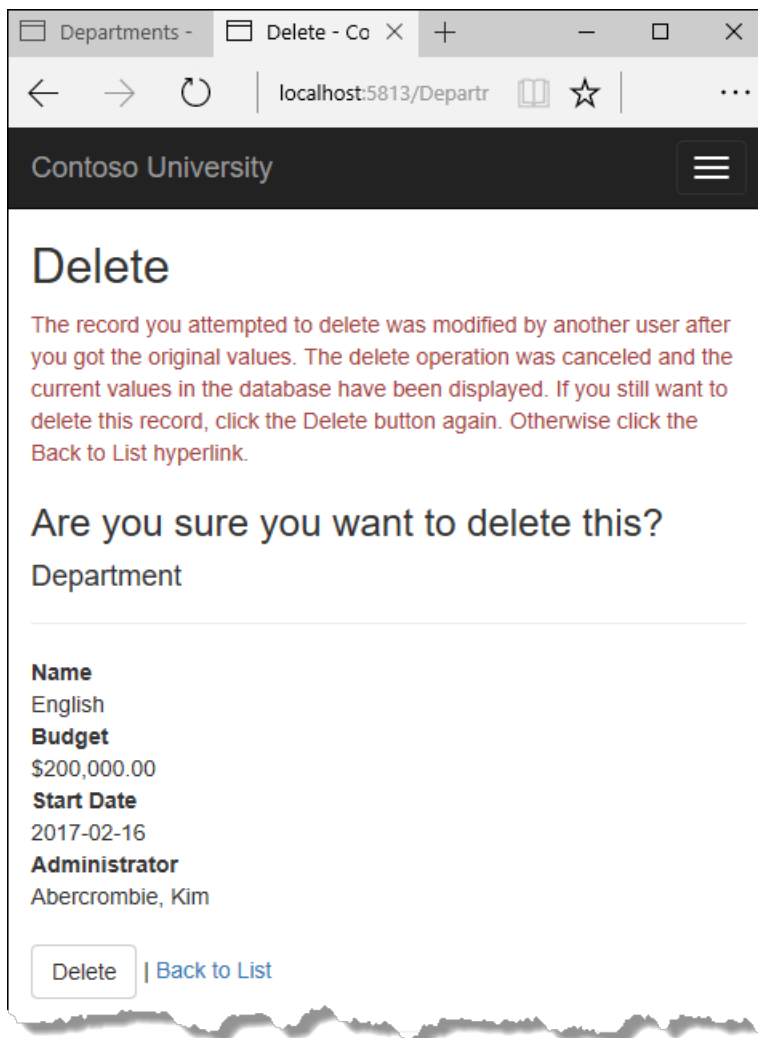 Departments -
Delete - Co
localhost:5813/Departr
Contoso University
Delete
The record you attempted to delete was modified by another user after
you got the original values. The delete operation was canceled and the
current values in the database have been displayed. If you still want to
delete this record, click the Delete button again. Otherwise click the
Back to List hyperlink.
Are you sure you want to delete this?
Department
Name
English
Budget
$200,000.00
Start Date
2017-02-16
Administrator
Abercrombie, Kim
Delete | Back to List